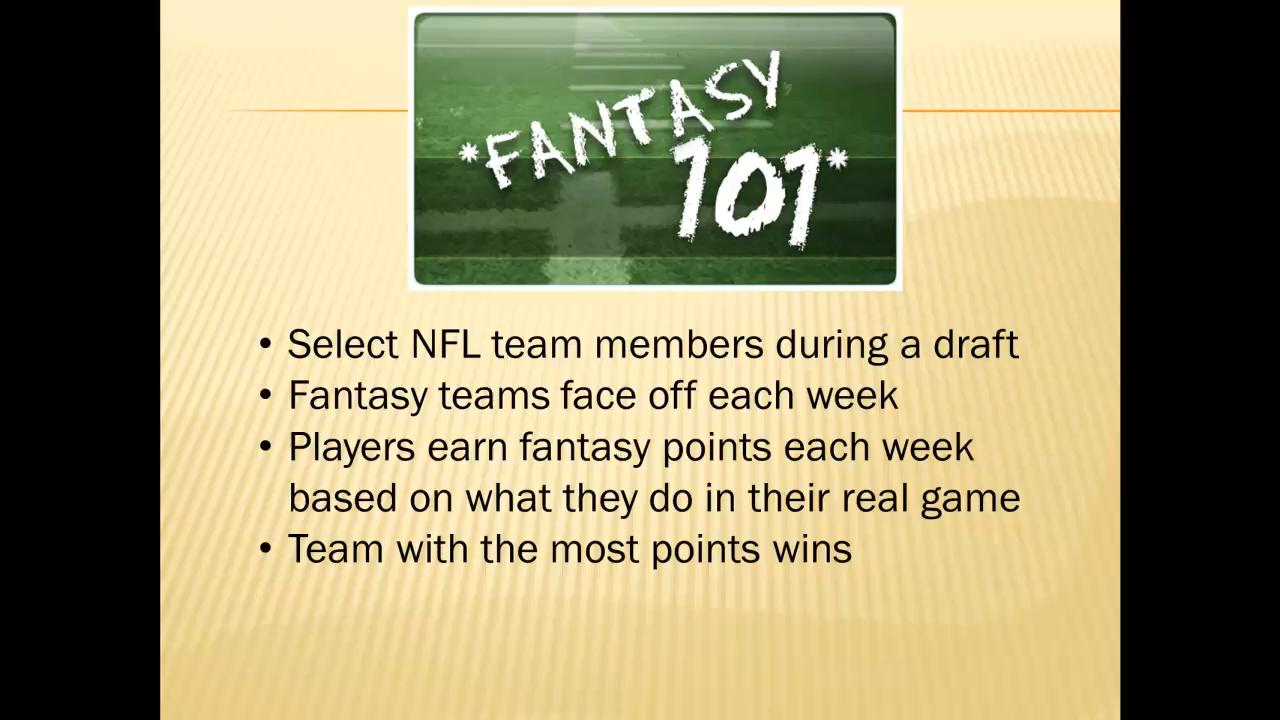 *FANTASY
101*
• Select NFL team members during a draft
• Fantasy teams face off each week
• Players earn fantasy points each week
based on what they do in their real game
• Team with the most points wins